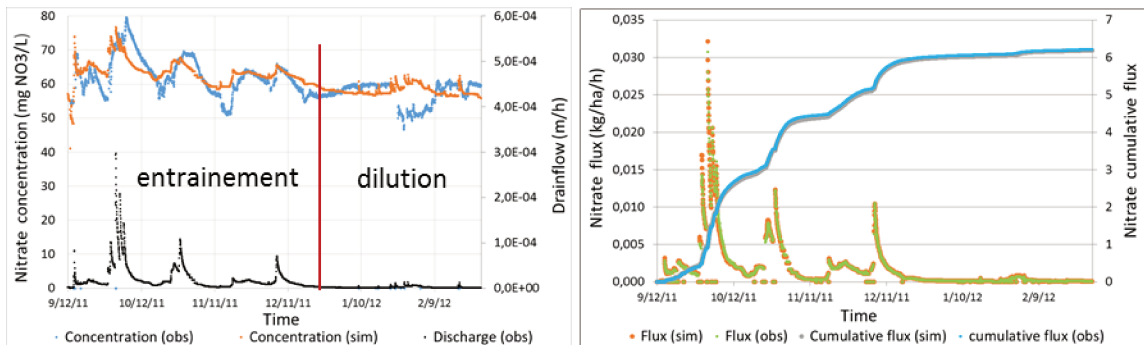 Nitrate concentration (mg NO3/L)
80
70
60
50
40
30
20
10
0
6,0E-04
5,0E-04
4,0E-04
3,0E-04
2,0E-04
1,0E-04
0,0E+00
Drainflow (m/h)
entrainement
dilution
9/12/11 10/12/11 11/11/11 12/11/11 1/10/12 2/9/12
Time
Concentration (obs) Concentration (sim) Discharge (obs)
Nitrate flux (kg/ha/h)
0,035
0,030
0,025
0,020
0,015
0,010
0,005
0,000
7
6
5
4
3
2
1
0
Nitrate cumulative flux
9/12/11 10/12/11 11/11/11 12/11/11 1/10/12 2/9/12
Time
Flux (sim) Flux (obs) Cumulative flux (sim) cumulative flux (obs)